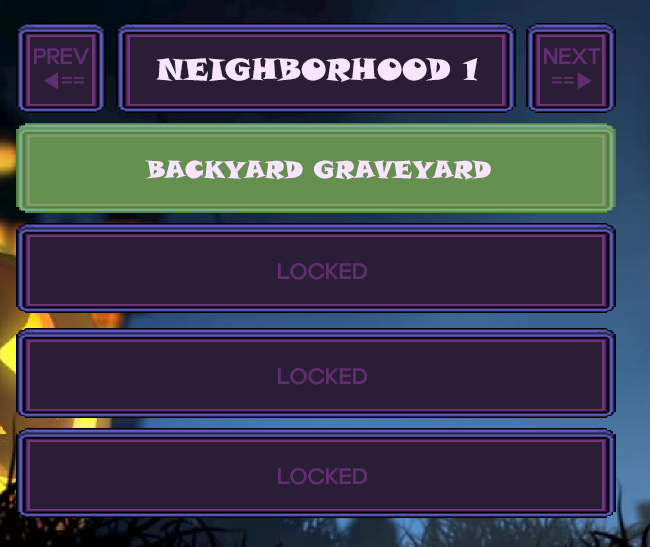 PREV
◄==
NEIGHBORHOOD 1
NEXT
==►
BACKYARD GRAVEYARD
LOCKED
LOCKED
LOCKED